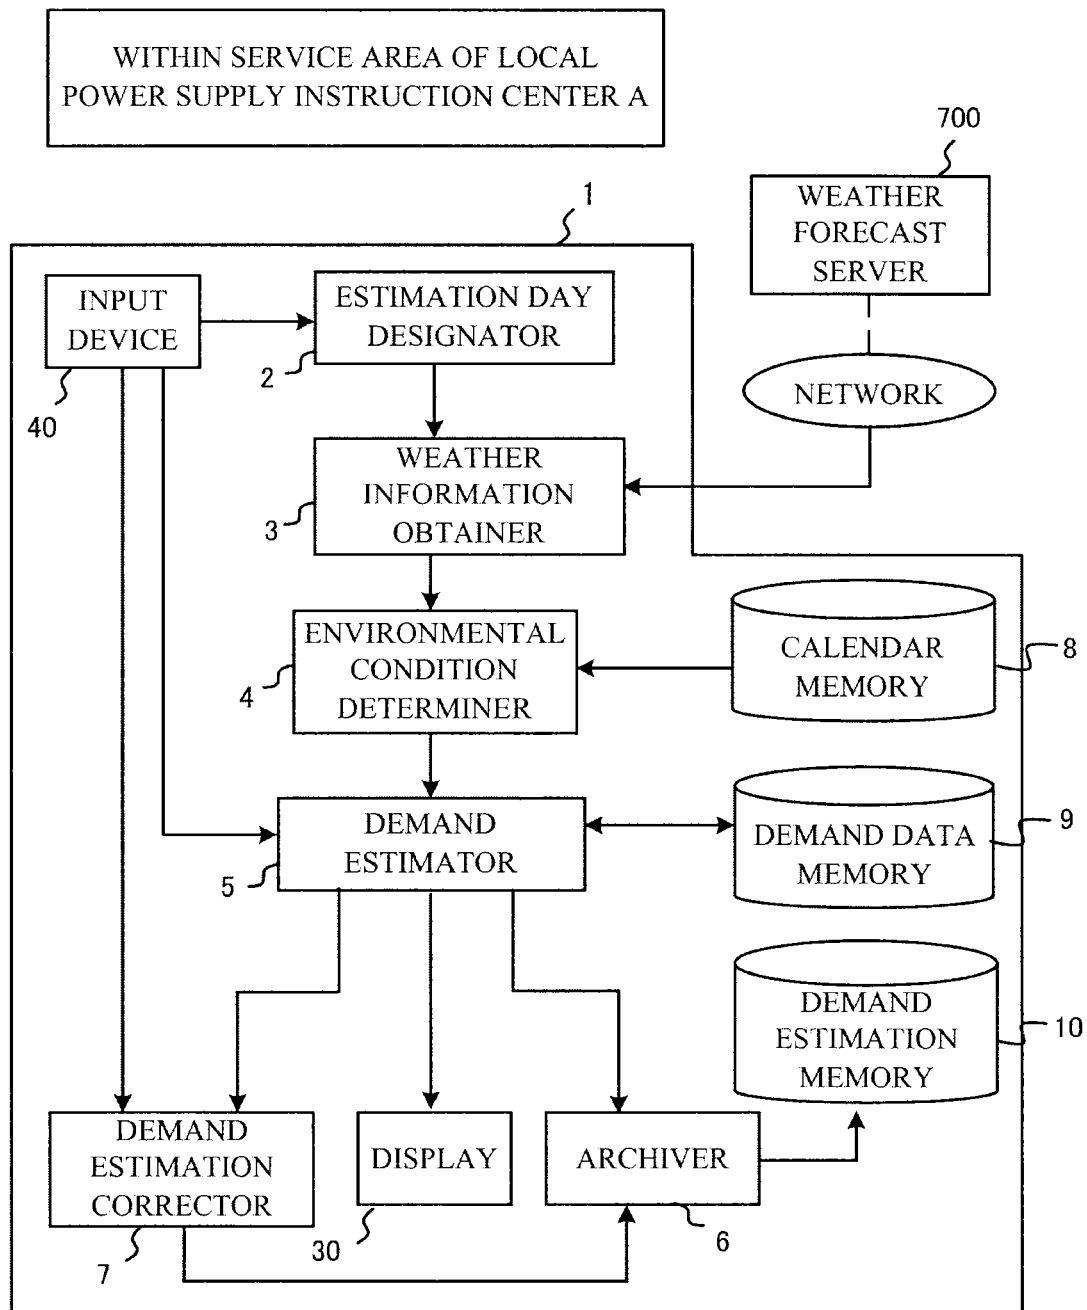 WITHIN SERVICE AREA OF LOCAL
POWER SUPPLY INSTRUCTION CENTER A
700
WEATHER
FORECAST
SERVER
1
INPUT
DEVICE
40
ESTIMATION DAY
DESIGNATOR
2
NETWORK
WEATHER
INFORMATION
OBTAINER
3
ENVIRONMENTAL
CONDITION
DETERMINER
4
CALENDAR
MEMORY
8
DEMAND
ESTIMATOR
5
DEMAND DATA
MEMORY
9
DEMAND
ESTIMATION
MEMORY
10
DEMAND
ESTIMATION
CORRECTOR
7
DISPLAY
30
ARCHIVER
6